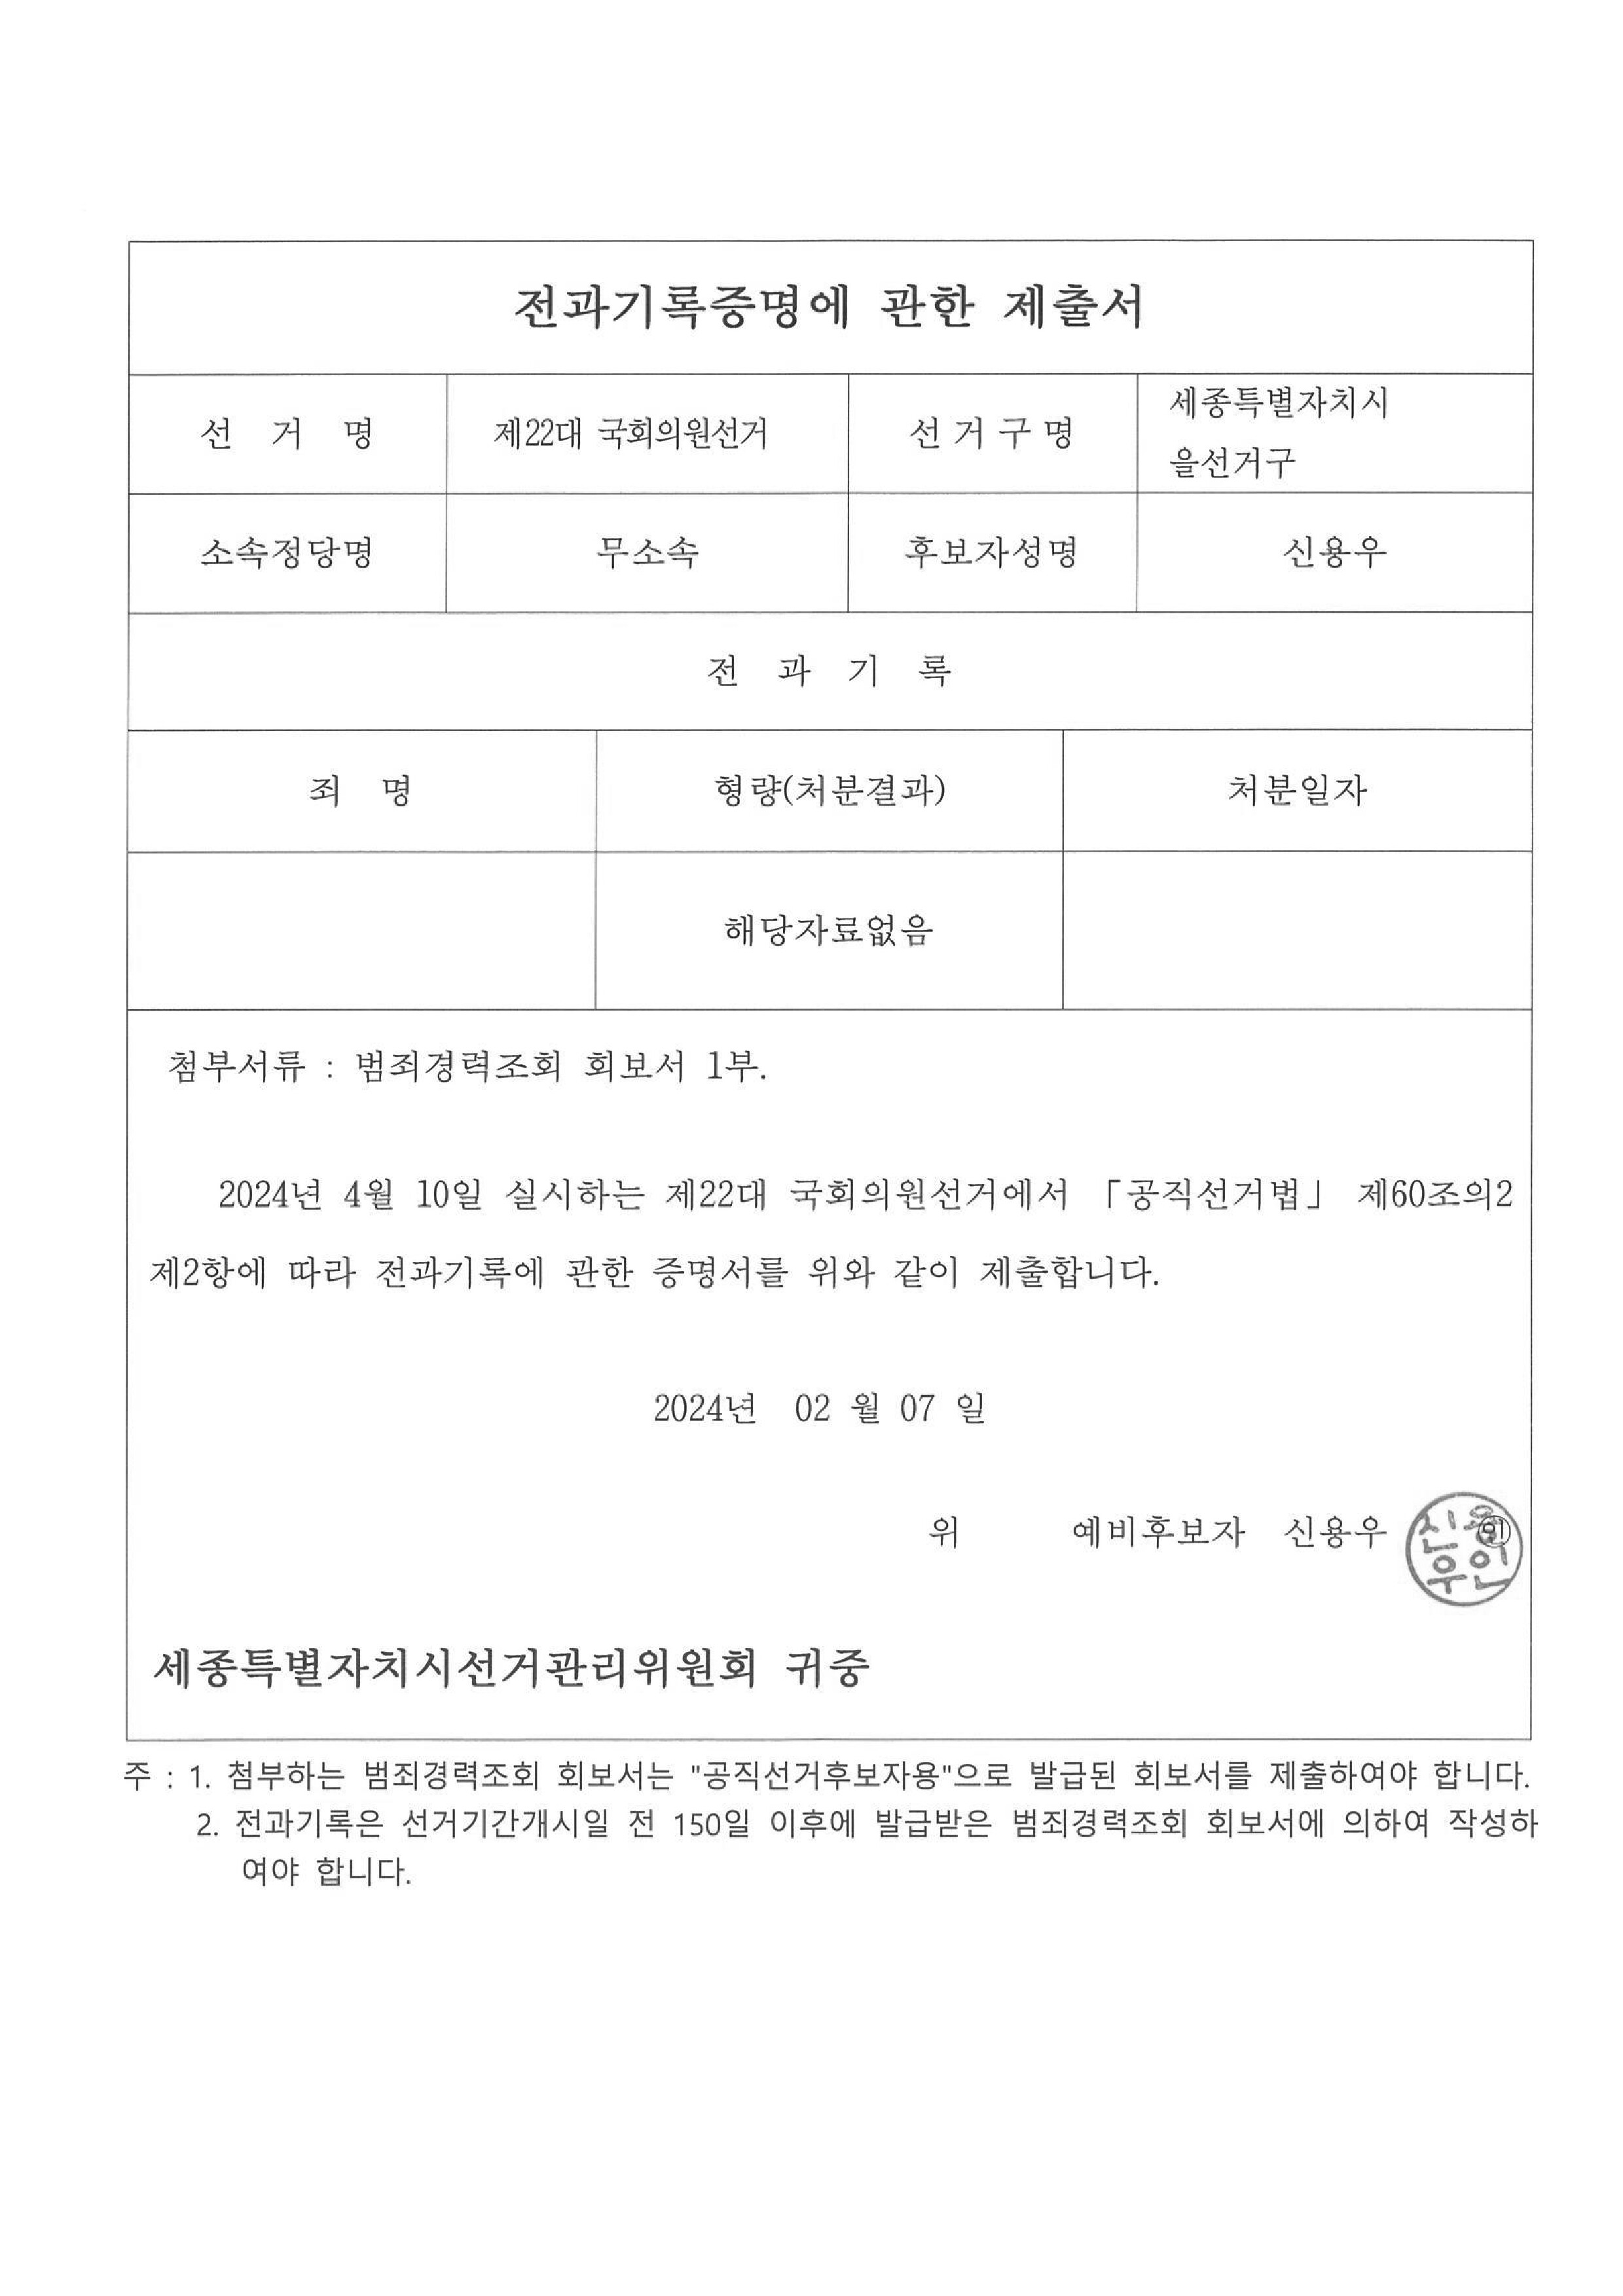 전과기록증명에 관한 제출서
선 거 명 제22대 국회의원선거 선거구명 세종특별자치시
을선거구
소속정당명 무소속 후보자성명 신용우
전 과 기 록
죄 명 형량(처분결과) 처분일자
해당자료없음
첨부서류 : 범죄경력조회 회보서 1부.
2024년 4월 10일 실시하는 제22대 국회의원선거에서 「공직선거법」 제60조의2
제2항에 따라 전과기록에 관한 증명서를 위와 같이 제출합니다.
2024년 02 월 07 일
위 예비후보자 신용우 ㊞
신용
우인
세종특별자치시선거관리위원회 귀중
주 : 1. 첨부하는 범죄경력조회 회보서는 "공직선거후보자용"으로 발급된 회보서를 제출하여야 합니다.
2. 전과기록은 선거기간개시일 전 150일 이후에 발급받은 범죄경력조회 회보서에 의하여 작성하
여야 합니다.